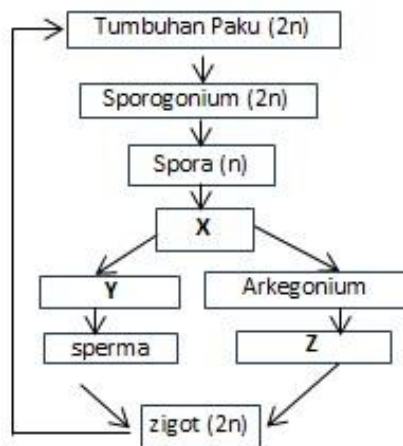 Tumbuhan Paku (2n)
Sporogonium (2n)
Spora (n)
X
Y
Arkegonium
sperma
Z
zigot (2n)